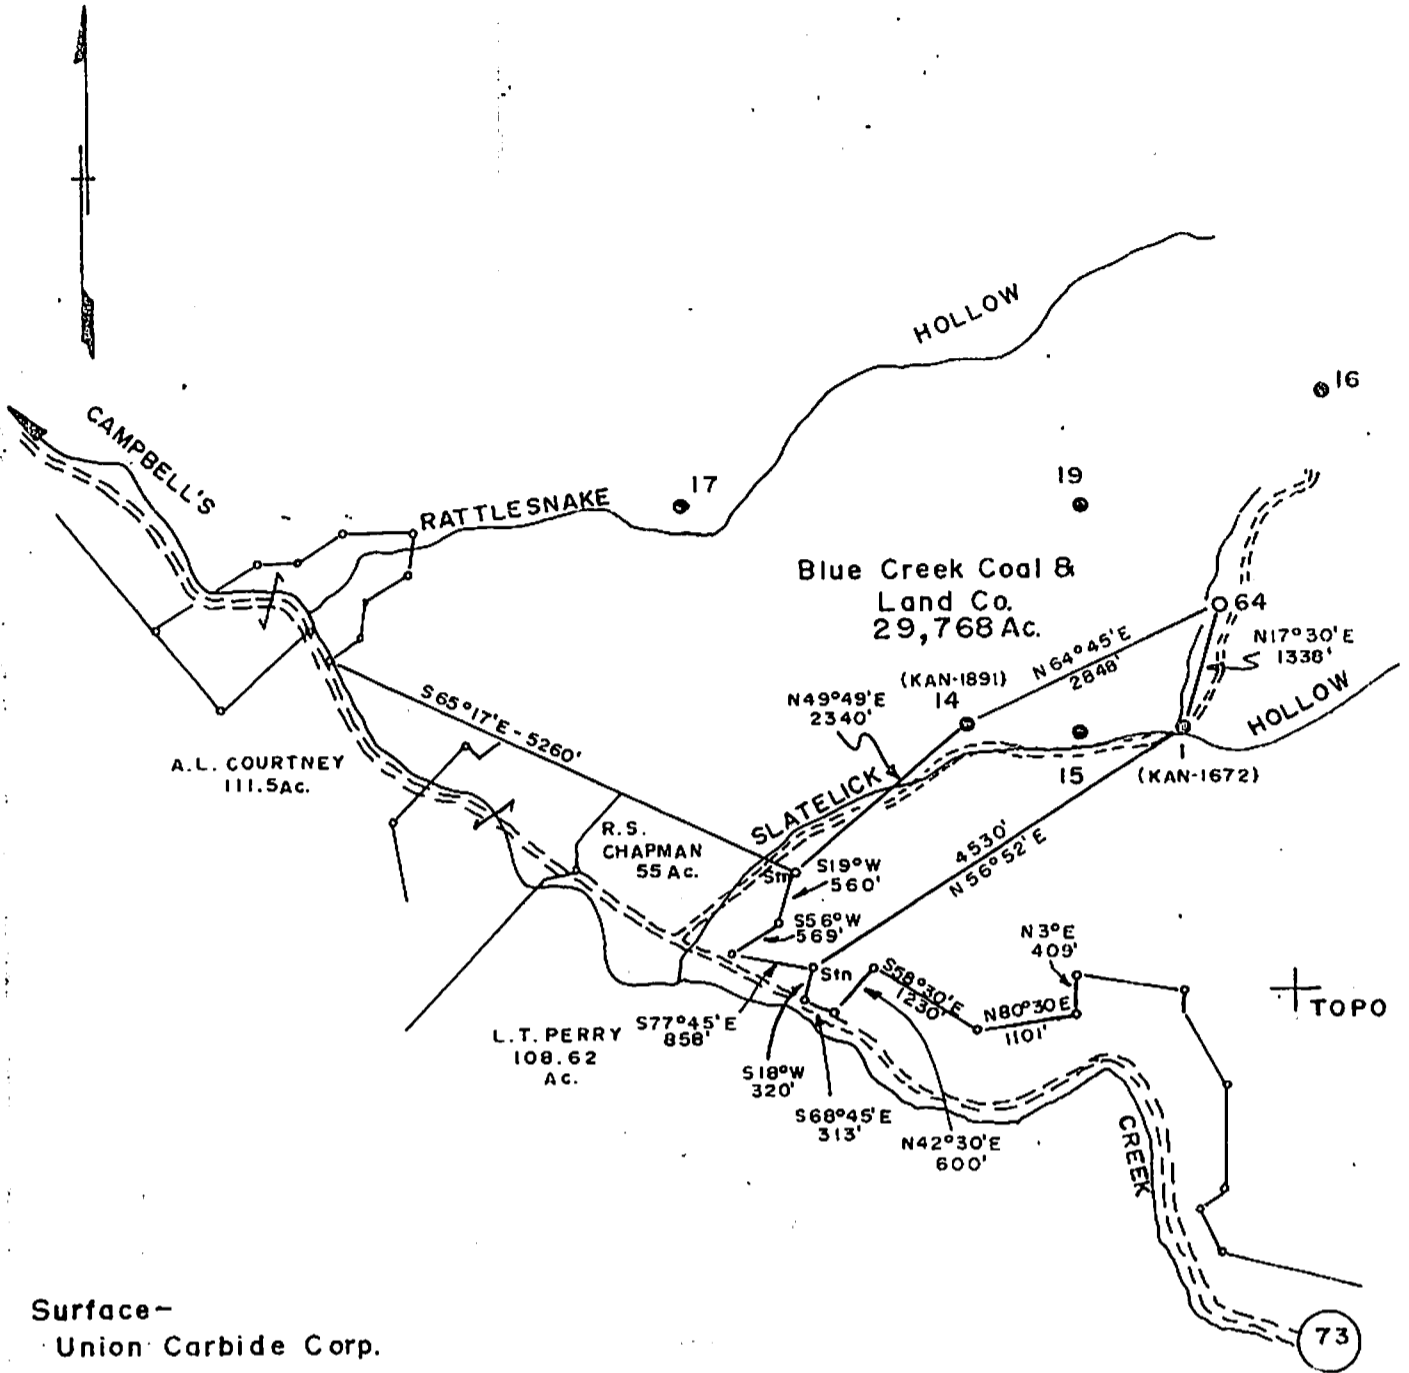 HOLLOW
16
CAMPBELL'S
17
19
RATTLESNAKE
Blue Creek Coal &
Land Co.
29,768 Ac.
64
N 64°45'E
2848'
N17°30'E
1338'
(KAN-1891)
14
N49°49'E
2340'
HOLLOW
S65°17'E - 5260'
A.L. COURTNEY
111.5Ac.
15
1
(KAN-1672)
SLATELICK
R.S.
CHAPMAN
55 Ac.
4530'
N 56°52'E
Stn
S19°W
560'
S56°W
569'
N3°E
409'
Stn
S58°30'E
1230'
N80°30E
1101'
TOPO
L.T. PERRY
108.62
Ac.
S77°45'E
858'
S18°W
320'
S68°45'E
313'
N42°30'E
600'
CREEK
Surface-
Union Carbide Corp.
73